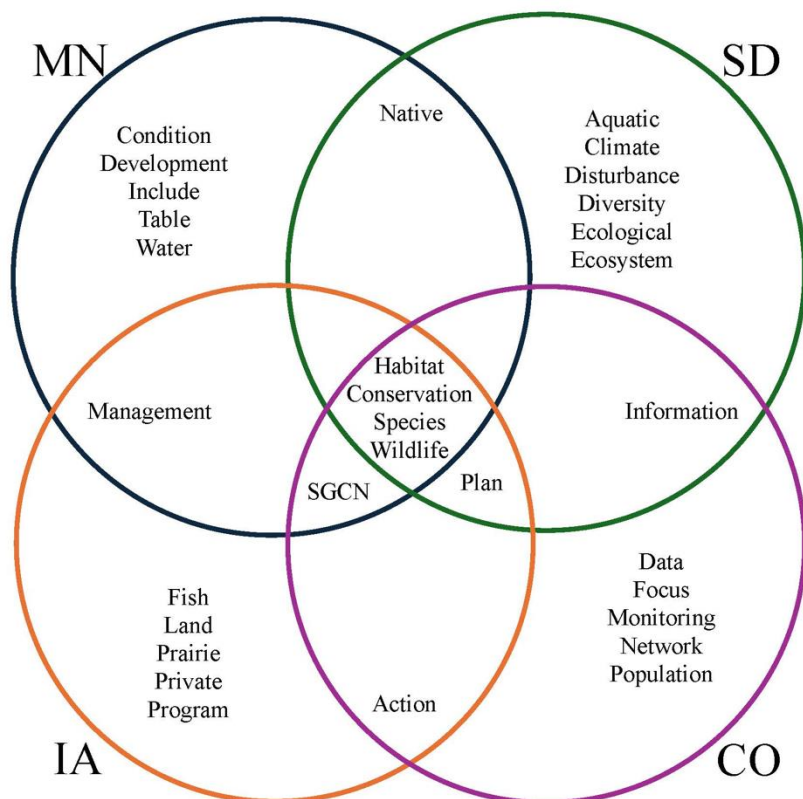 MN
SD
Native
Condition
Development
Include
Table
Water
Aquatic
Climate
Disturbance
Diversity
Ecological
Ecosystem
Management
Habitat
Conservation
Species
Wildlife
Information
SGCN
Plan
Fish
Land
Prairie
Private
Program
Data
Focus
Monitoring
Network
Population
Action
IA
CO